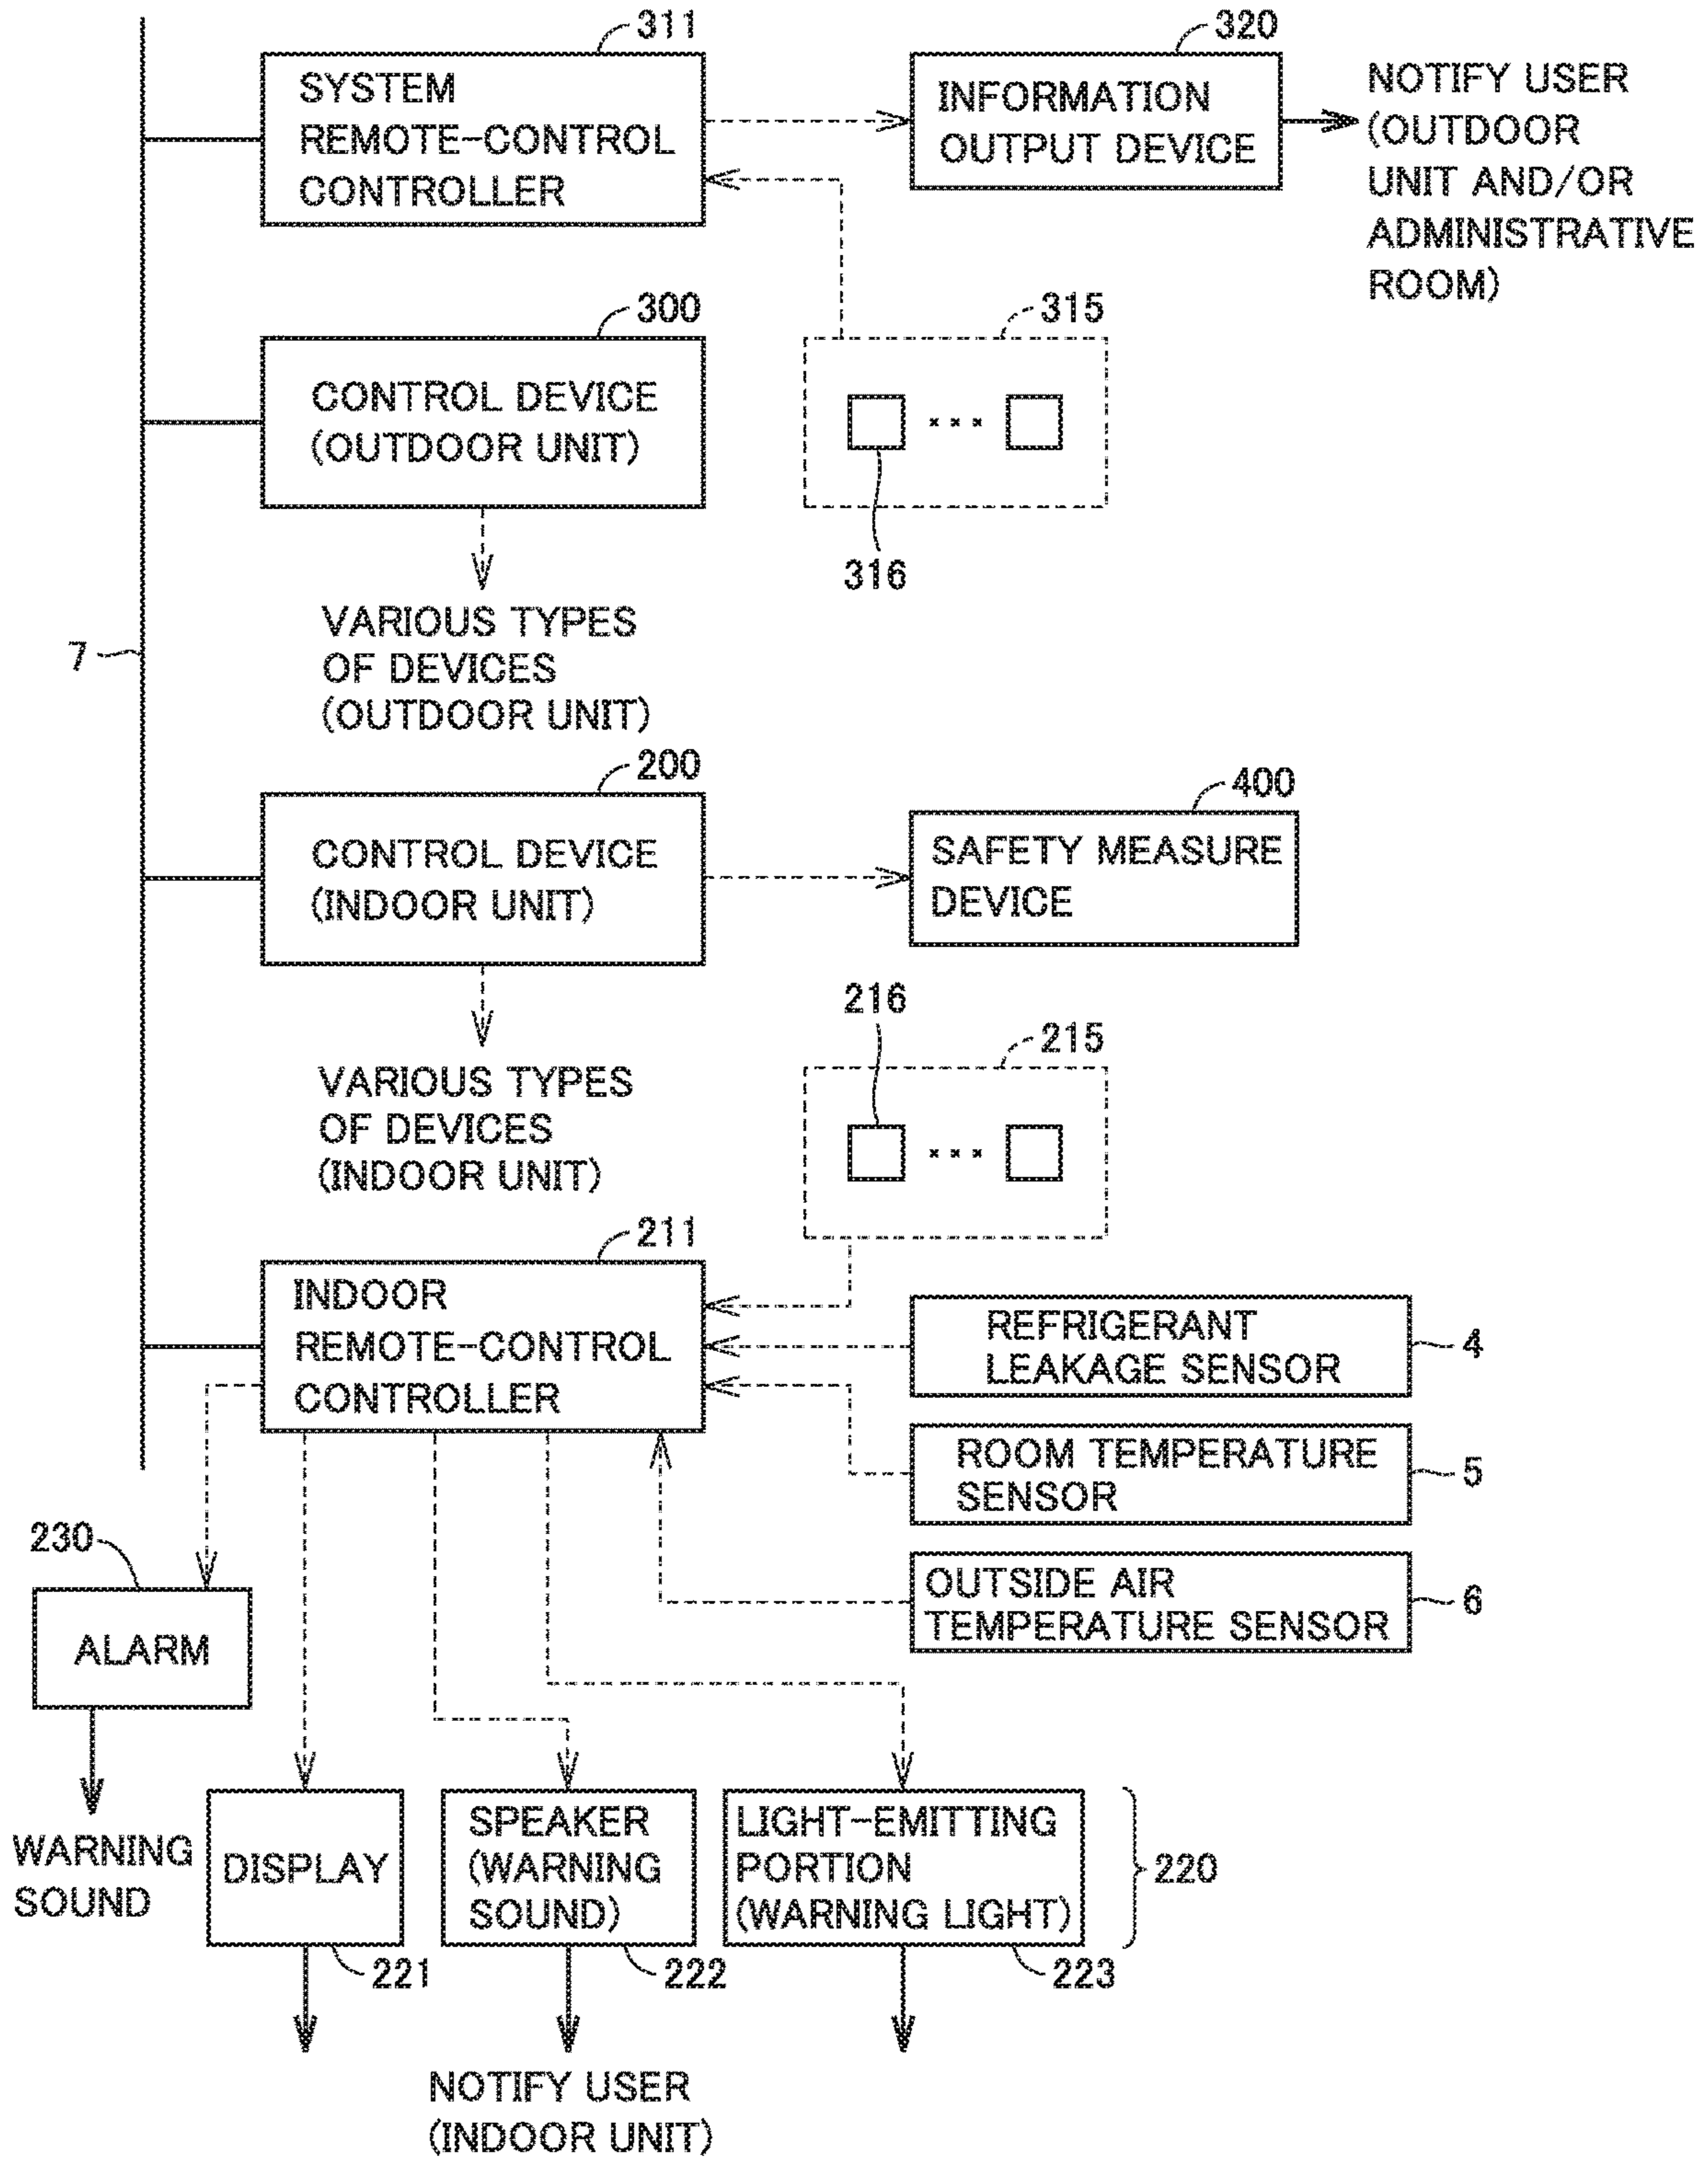 311
SYSTEM
REMOTE-CONTROL
CONTROLLER
320
INFORMATION
OUTPUT DEVICE
NOTIFY USER
(OUTDOOR
UNIT AND/OR
ADMINISTRATIVE
ROOM)
300
CONTROL DEVICE
(OUTDOOR UNIT)
315
...
316
VARIOUS TYPES
OF DEVICES
(OUTDOOR UNIT)
7
200
CONTROL DEVICE
(INDOOR UNIT)
400
SAFETY MEASURE
DEVICE
VARIOUS TYPES
OF DEVICES
(INDOOR UNIT)
216
215
...
211
INDOOR
REMOTE-CONTROL
CONTROLLER
REFRIGERANT
LEAKAGE SENSOR
4
ROOM TEMPERATURE
SENSOR
5
OUTSIDE AIR
TEMPERATURE SENSOR
6
230
ALARM
WARNING
SOUND
DISPLAY
221
SPEAKER
(WARNING
SOUND)
222
LIGHT-EMITTING
PORTION
(WARNING LIGHT)
223
220
NOTIFY USER
(INDOOR UNIT)